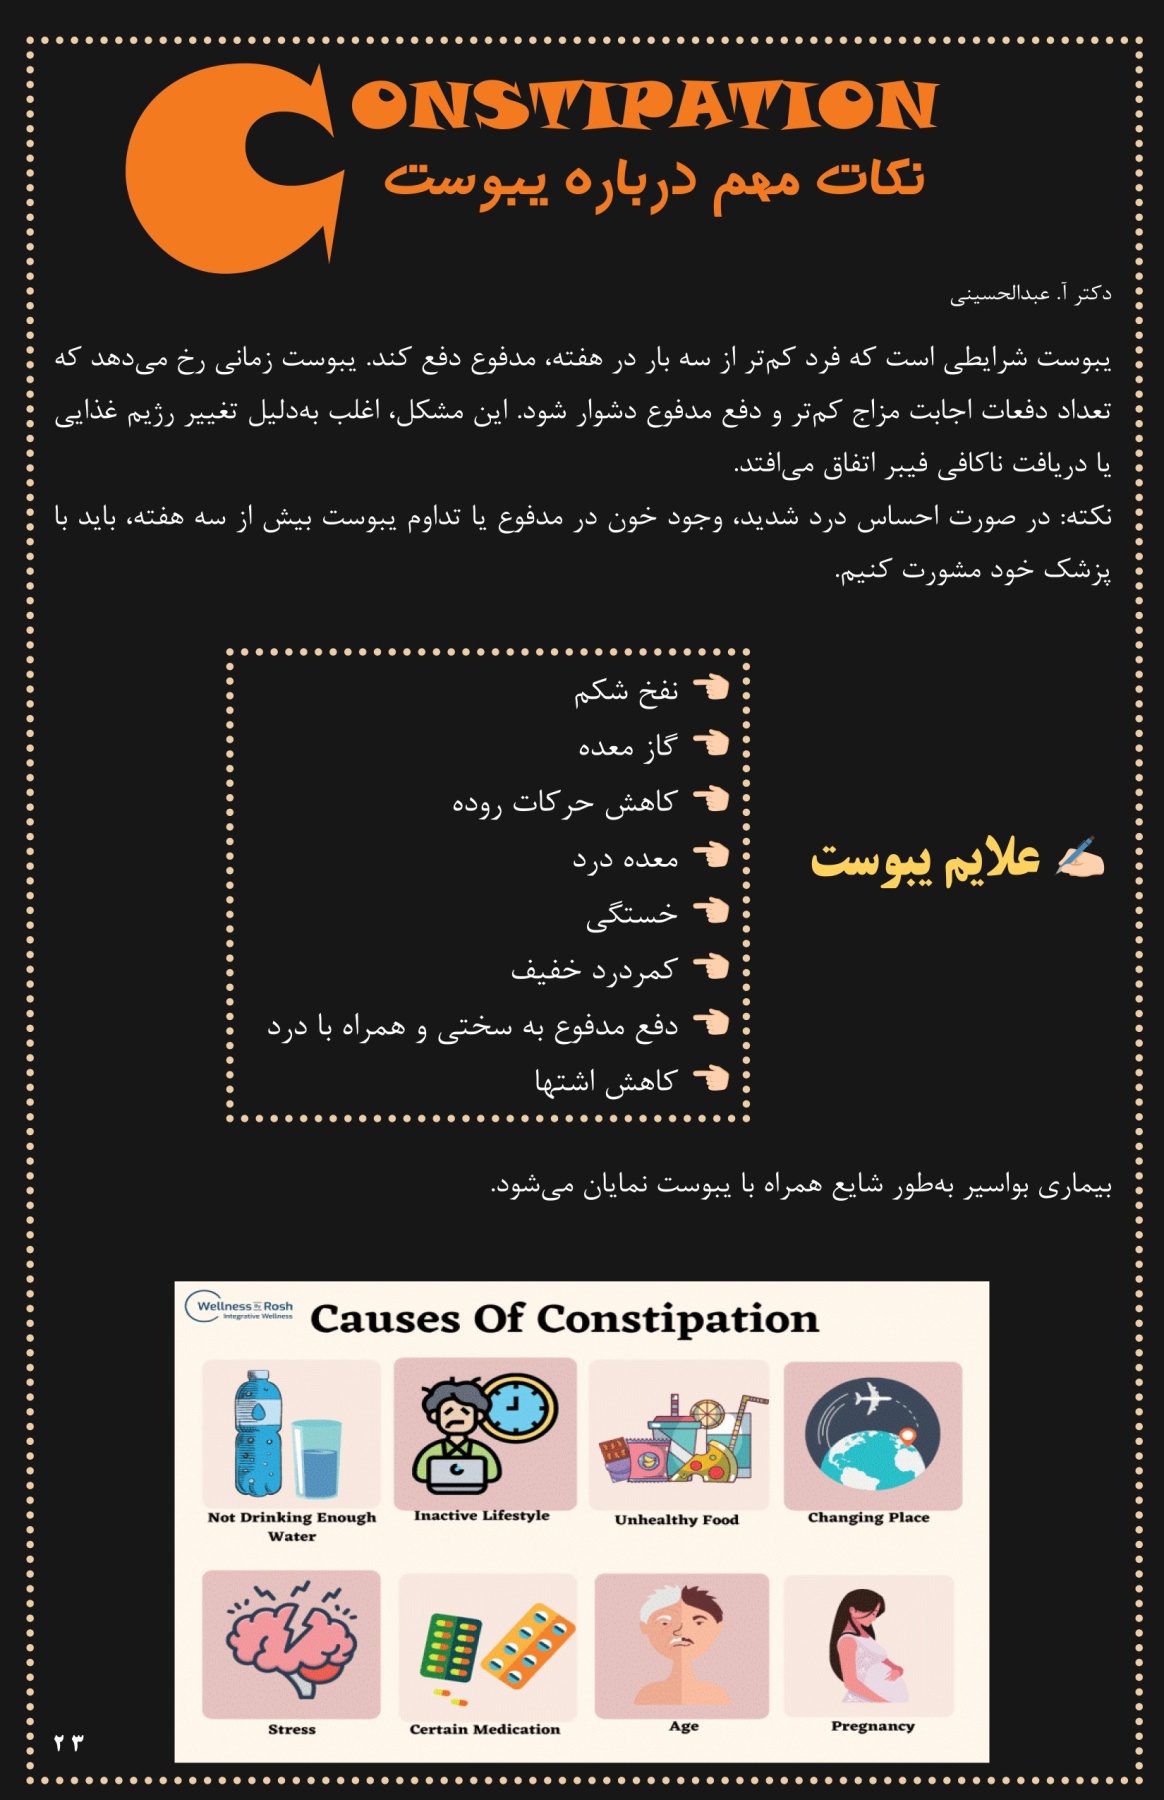 CONSTIPATION
نکات مهم درباره یبوست
دکتر آ. عبدالحسینی
یبوست شرایطی است که فرد کم‌تر از سه بار در هفته، مدفوع دفع کند. یبوست زمانی رخ می‌دهد که
تعداد دفعات اجابت مزاج کم‌تر و دفع مدفوع دشوار شود. این مشکل، اغلب به‌دلیل تغییر رژیم غذایی
یا دریافت ناکافی فیبر اتفاق می‌افتد.
نکته: در صورت احساس درد شدید، وجود خون در مدفوع یا تداوم یبوست بیش از سه هفته، باید با
پزشک خود مشورت کنیم.
علایم یبوست
نفخ شکم
گاز معده
کاهش حرکات روده
معده درد
خستگی
کمردرد خفیف
دفع مدفوع به سختی و همراه با درد
کاهش اشتها
بیماری بواسیر به‌طور شایع همراه با یبوست نمایان می‌شود.
Wellness By Rosh
Integrative Wellness
Causes Of Constipation
Not Drinking Enough
Water
Inactive Lifestyle
Unhealthy Food
Changing Place
Stress
Certain Medication
Age
Pregnancy
۲۳